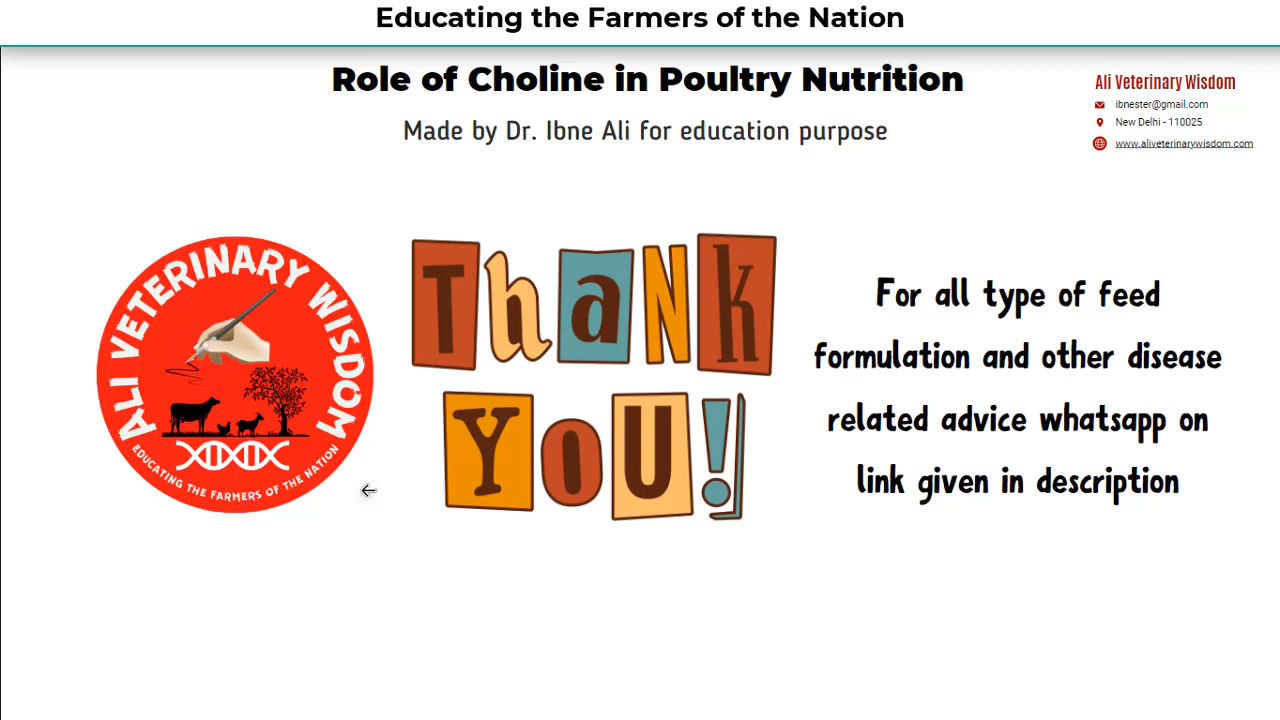 Educating the Farmers of the Nation
Role of Choline in Poultry Nutrition
Made by Dr. Ibne Ali for education purpose
Ali Veterinary Wisdom
ibnester@gmail.com
New Delhi - 110025
www.aliveterinarywisdom.com
ALI VETERINARY WISDOM
EDUCATING THE FARMERS OF THE NATION
ThaNk
YoU!
For all type of feed
formulation and other disease
related advice whatsapp on
link given in description